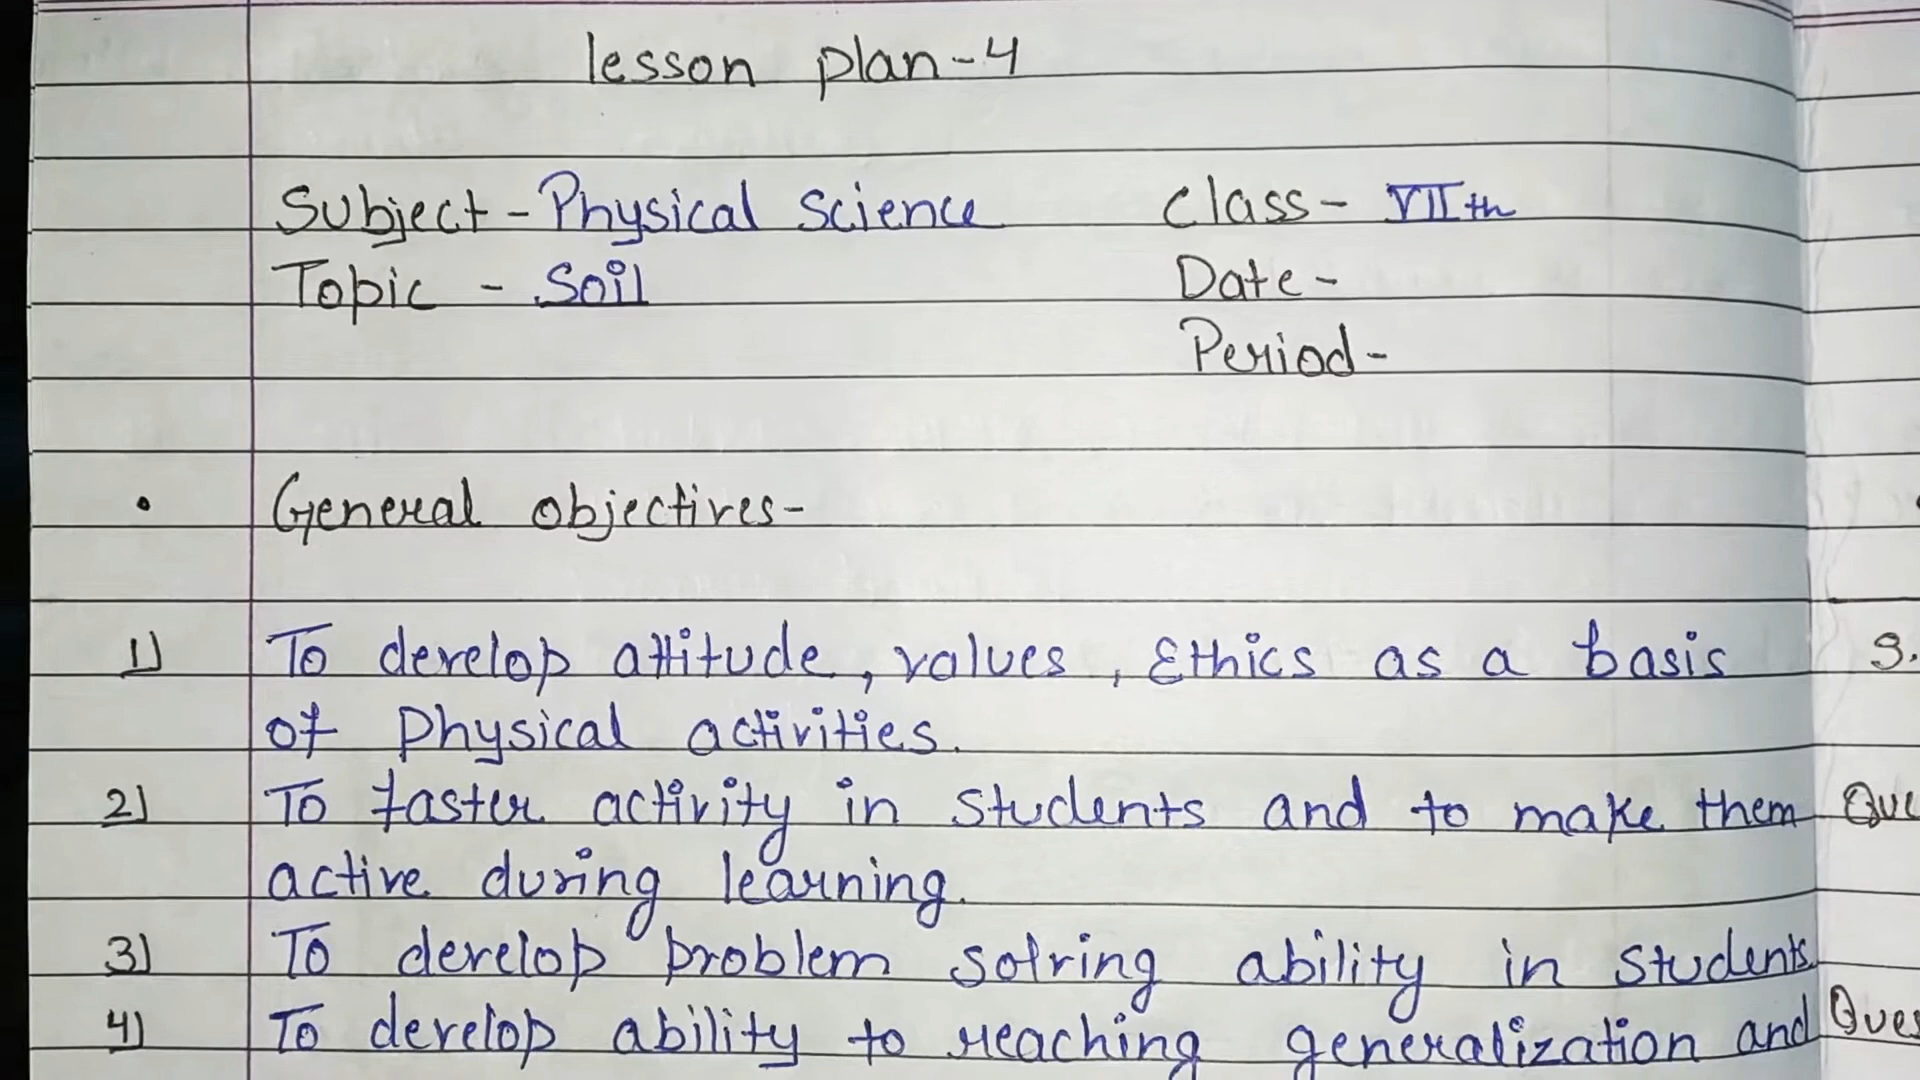 lesson plan-4
Subject - Physical Science Class- VIIth
Topic - Soil Date-
Period-
• General objectives-
1) To develop attitude, values, Ethics as a basis
of Physical activities.
2) To faster activity in students and to make them
active during learning.
3) To develop problem solving ability in students
4) To develop ability to reaching generalization and
S.